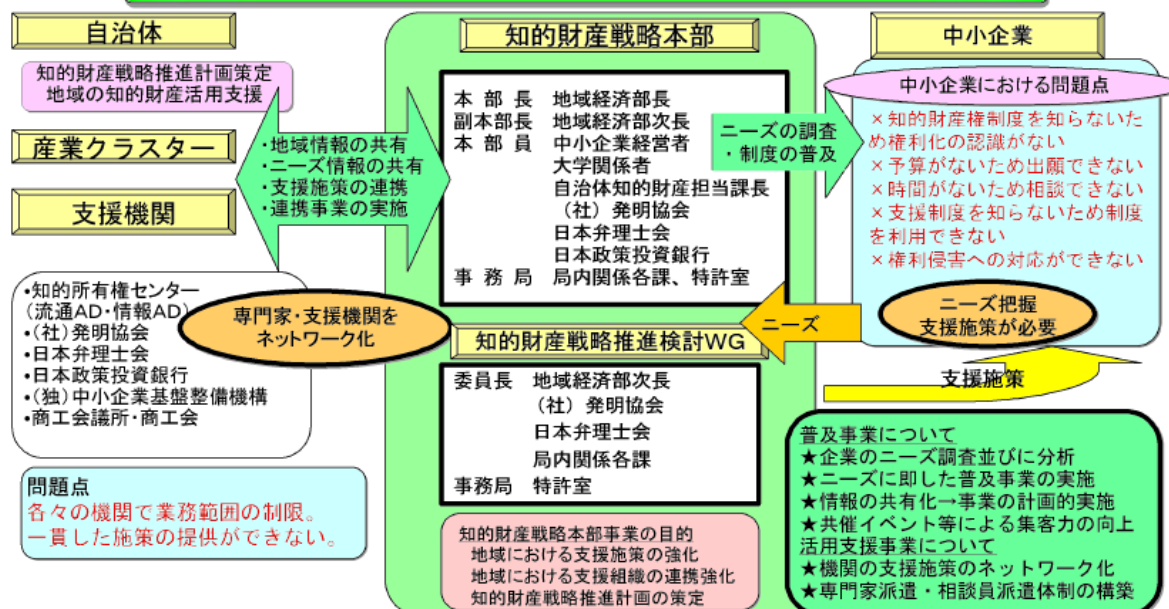 自治体
知的財産戦略推進計画策定
地域の知的財産活用支援
産業クラスター
支援機関
・知的所有権センター
(流通AD・情報AD)
・(社)発明協会
・日本弁理士会
・日本政策投資銀行
・(独)中小企業基盤整備機構
・商工会議所・商工会
問題点
各々の機関で業務範囲の制限。
一貫した施策の提供ができない。
・地域情報の共有
・ニーズ情報の共有
・支援施策の連携
・連携事業の実施
専門家・支援機関を
ネットワーク化
知的財産戦略本部
本部長 地域経済部長
副本部長 地域経済部次長
本部員 中小企業経営者
大学関係者
自治体知的財産担当課長
(社)発明協会
日本弁理士会
日本政策投資銀行
事務局 局内関係各課、特許室
知的財産戦略推進検討WG
委員長 地域経済部次長
(社)発明協会
日本弁理士会
局内関係各課
事務局 特許室
知的財産戦略本部事業の目的
地域における支援施策の強化
地域における支援組織の連携強化
知的財産戦略推進計画の策定
ニーズの調査
・制度の普及
ニーズ
中小企業
中小企業における問題点
×知的財産権制度を知らないた
め権利化の認識がない
×予算がないため出願できない
×時間がないため相談できない
×支援制度を知らないため制度
を利用できない
×権利侵害への対応ができない
ニーズ把握
支援施策が必要
支援施策
普及事業について
★企業のニーズ調査並びに分析
★ニーズに即した普及事業の実施
★情報の共有化→事業の計画的実施
★共催イベント等による集客力の向上
活用支援事業について
★機関の支援施策のネットワーク化
★専門家派遣・相談員派遣体制の構築